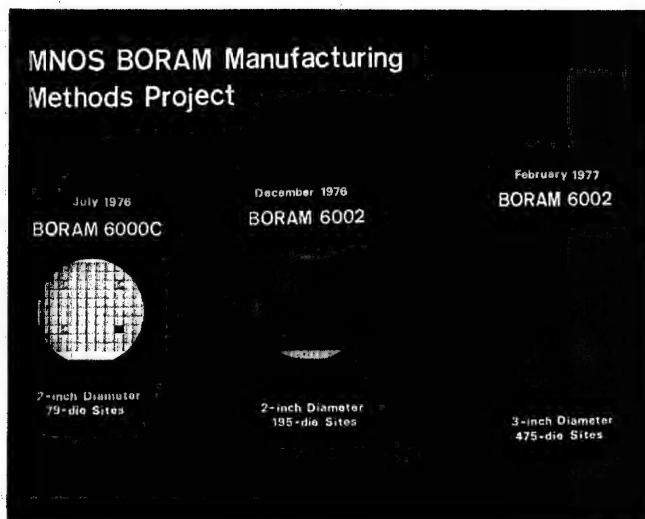 MNOS BORAM Manufacturing
Methods Project
July 1976
BORAM 6000C
2-inch Diameter
79-die Sites
December 1976
BORAM 6002
2-inch Diameter
195-die Sites
February 1977
BORAM 6002
3-inch Diameter
475-die Sites